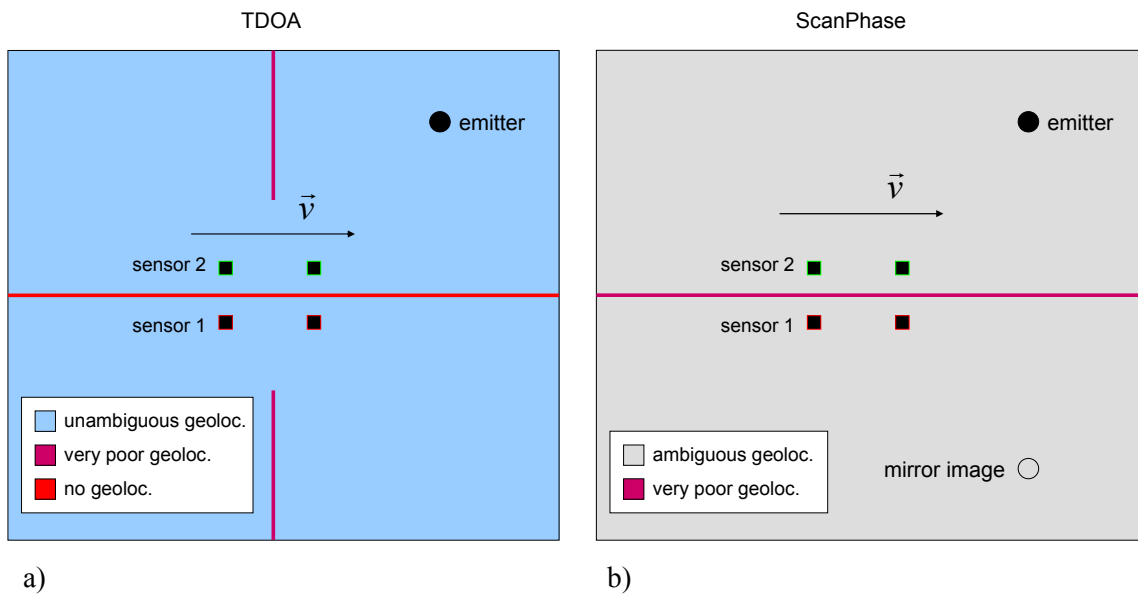 TDOA
emitter
v
sensor 2
sensor 1
unambiguous geoloc.
very poor geoloc.
no geoloc.
a)
ScanPhase
emitter
v
sensor 2
sensor 1
ambiguous geoloc.
very poor geoloc.
mirror image
b)